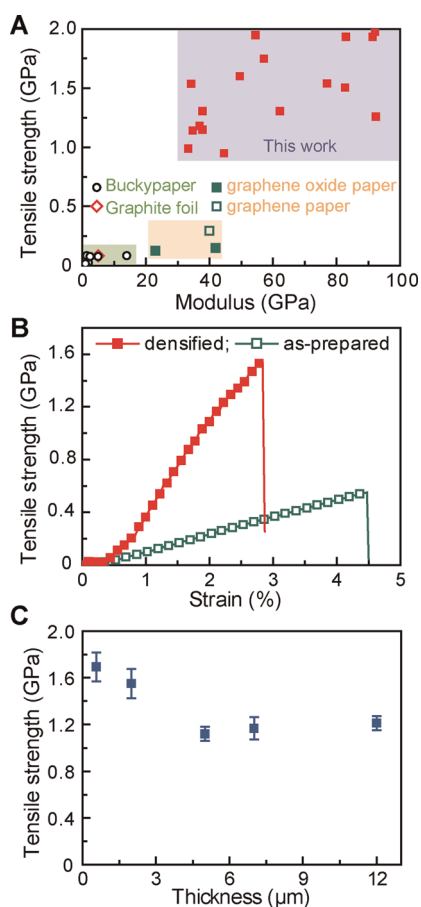 A
Tensile strength (GPa)
2.0
1.5
1.0
0.5
0
This work
Buckypaper
graphene oxide paper
Graphite foil
graphene paper
0 20 40 60 80 100
Modulus (GPa)
B
Tensile strength (GPa)
1.6
1.2
0.8
0.4
0
densified; as-prepared
0 1 2 3 4 5
Strain (%)
C
Tensile strength (GPa)
2.0
1.6
1.2
0.8
0.4
0
0 3 6 9 12
Thickness (μm)